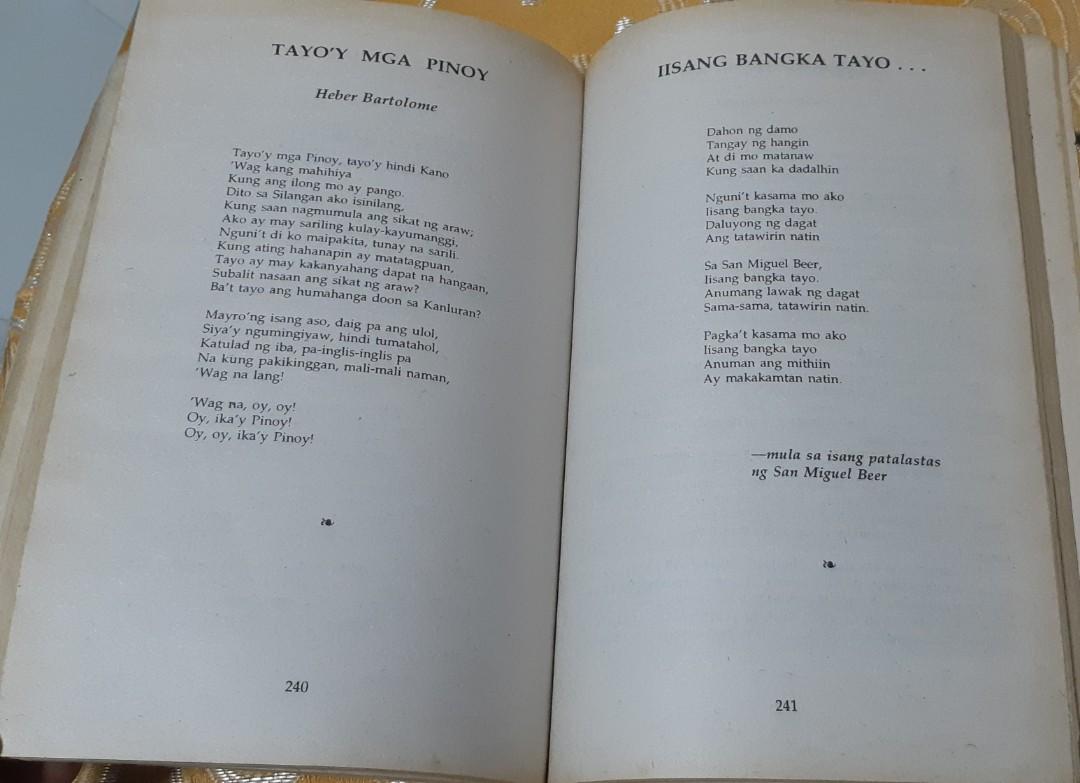 TAYO'Y MGA PINOY
Heber Bartolome
Tayo'y mga Pinoy, tayo'y hindi Kano
'Wag kang mahihiya
Kung ang ilong mo ay pango.
Dito sa Silangan ako isinilang,
Kung saan nagmumula ang sikat ng araw;
Ako ay may sariling kulay-kayumanggi,
Nguni't di ko maipakita, tunay na sarili.
Kung ating hahanapin ay matatagpuan,
Tayo ay may kakanyahang dapat na hangaan,
Subalit nasaan ang sikat ng araw?
Ba't tayo ang humahanga doon sa Kanluran?
Mayro'ng isang aso, daig pa ang ulol,
Siya'y ngumingiyaw, hindi tumatahol,
Katulad ng iba, pa-inglis-inglis pa
Na kung pakikinggan, mali-mali naman,
'Wag na lang!
'Wag na, oy, oy!
Oy, ika'y Pinoy!
Oy, oy, ika'y Pinoy!
240
IISANG BANGKA TAYO . . .
Dahon ng damo
Tangay ng hangin
At di mo matanaw
Kung saan ka dadalhin
Nguni't kasama mo ako
Iisang bangka tayo.
Daluyong ng dagat
Ang tatawirin natin
Sa San Miguel Beer,
Iisang bangka tayo.
Anumang lawak ng dagat
Sama-sama, tatawirin natin.
Pagka't kasama mo ako
Iisang bangka tayo
Anuman ang mithiin
Ay makakamtan natin.
—mula sa isang patalastas
ng San Miguel Beer
241